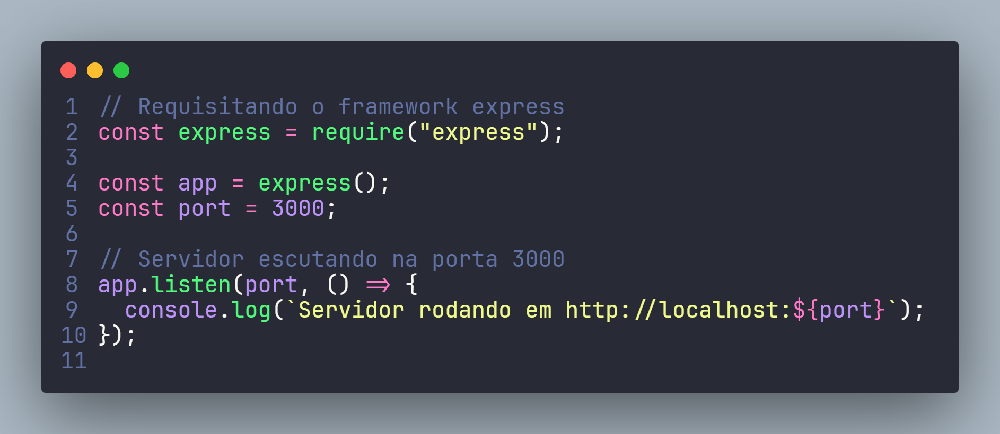 1 // Requisitando o framework express
2 const express = require("express");
3
4 const app = express();
5 const port = 3000;
6
7 // Servidor escutando na porta 3000
8 app.listen(port, () => {
9   console.log(`Servidor rodando em http://localhost:${port}`);
10 });
11